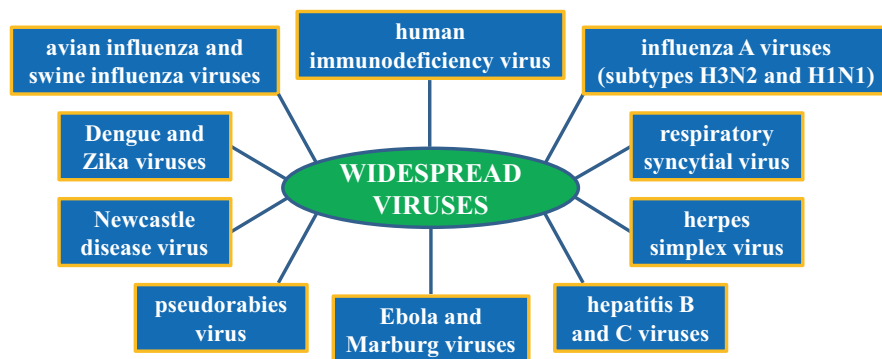 avian influenza and
swine influenza viruses
human
immunodeficiency virus
influenza A viruses
(subtypes H3N2 and H1N1)
Dengue and
Zika viruses
respiratory
syncytial virus
WIDESPREAD
VIRUSES
Newcastle
disease virus
herpes
simplex virus
pseudorabies
virus
Ebola and
Marburg viruses
hepatitis B
and C viruses